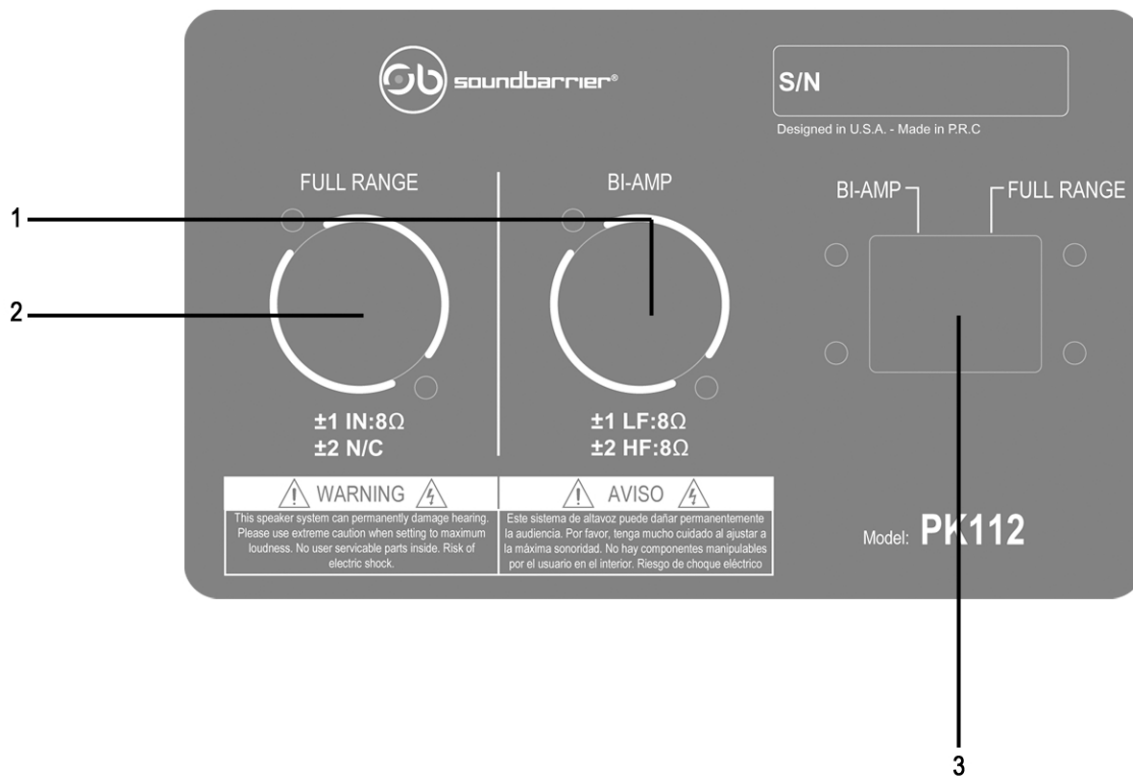 soundbarrier®
S/N
Designed in U.S.A. - Made in P.R.C
FULL RANGE
BI-AMP
BI-AMP
FULL RANGE
1
2
±1 IN:8Ω
±2 N/C
±1 LF:8Ω
±2 HF:8Ω
WARNING
This speaker system can permanently damage hearing.
Please use extreme caution when setting to maximum
loudness. No user servicable parts inside. Risk of
electric shock.
AVISO
Este sistema de altavoz puede dañar permanentemente
la audiencia. Por favor, tenga mucho cuidado al ajustar a
la máxima sonoridad. No hay componentes manipulables
por el usuario en el interior. Riesgo de choque eléctrico
Model: PK112
3